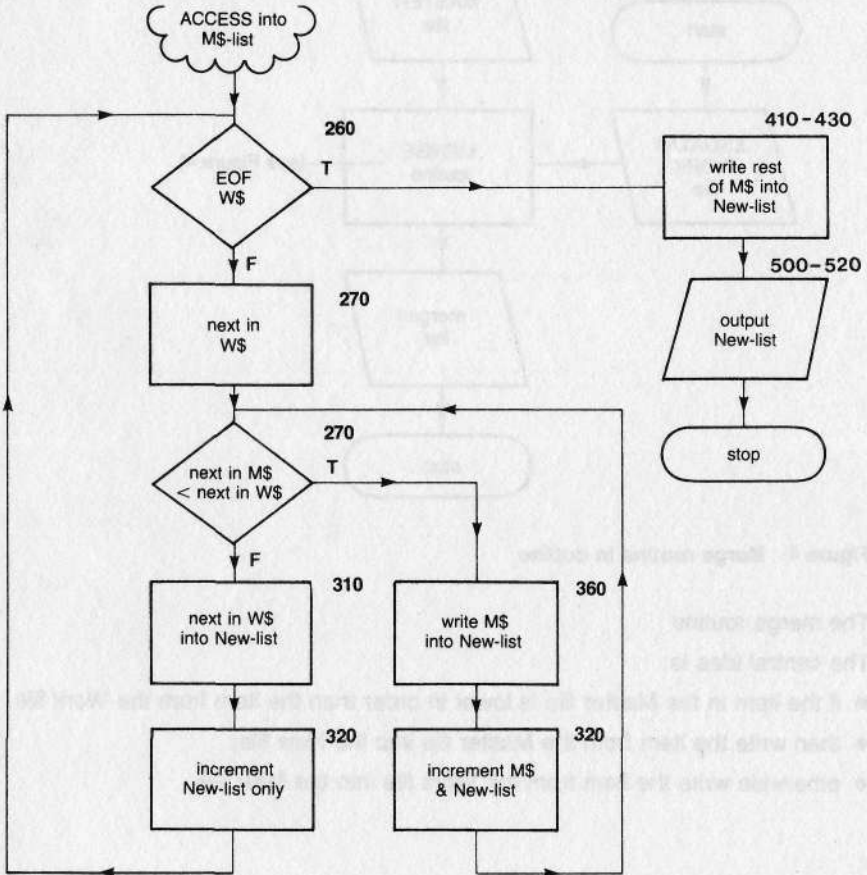 ACCESS into
M$-list
260
EOF
W$
T
F
410–430
write rest
of M$ into
New-list
500–520
output
New-list
stop
270
next in
W$
270
next in M$
< next in W$
T
F
310
next in W$
into New-list
360
write M$
into New-list
320
increment
New-list only
320
increment M$
& New-list
Figure 4 Merge routine in outline
The merge routine
The central idea is:
if the item in the Master file is lower in order than the item from the Work file
then write the item from the Master file into the New file
otherwise write the item from the Work file into the